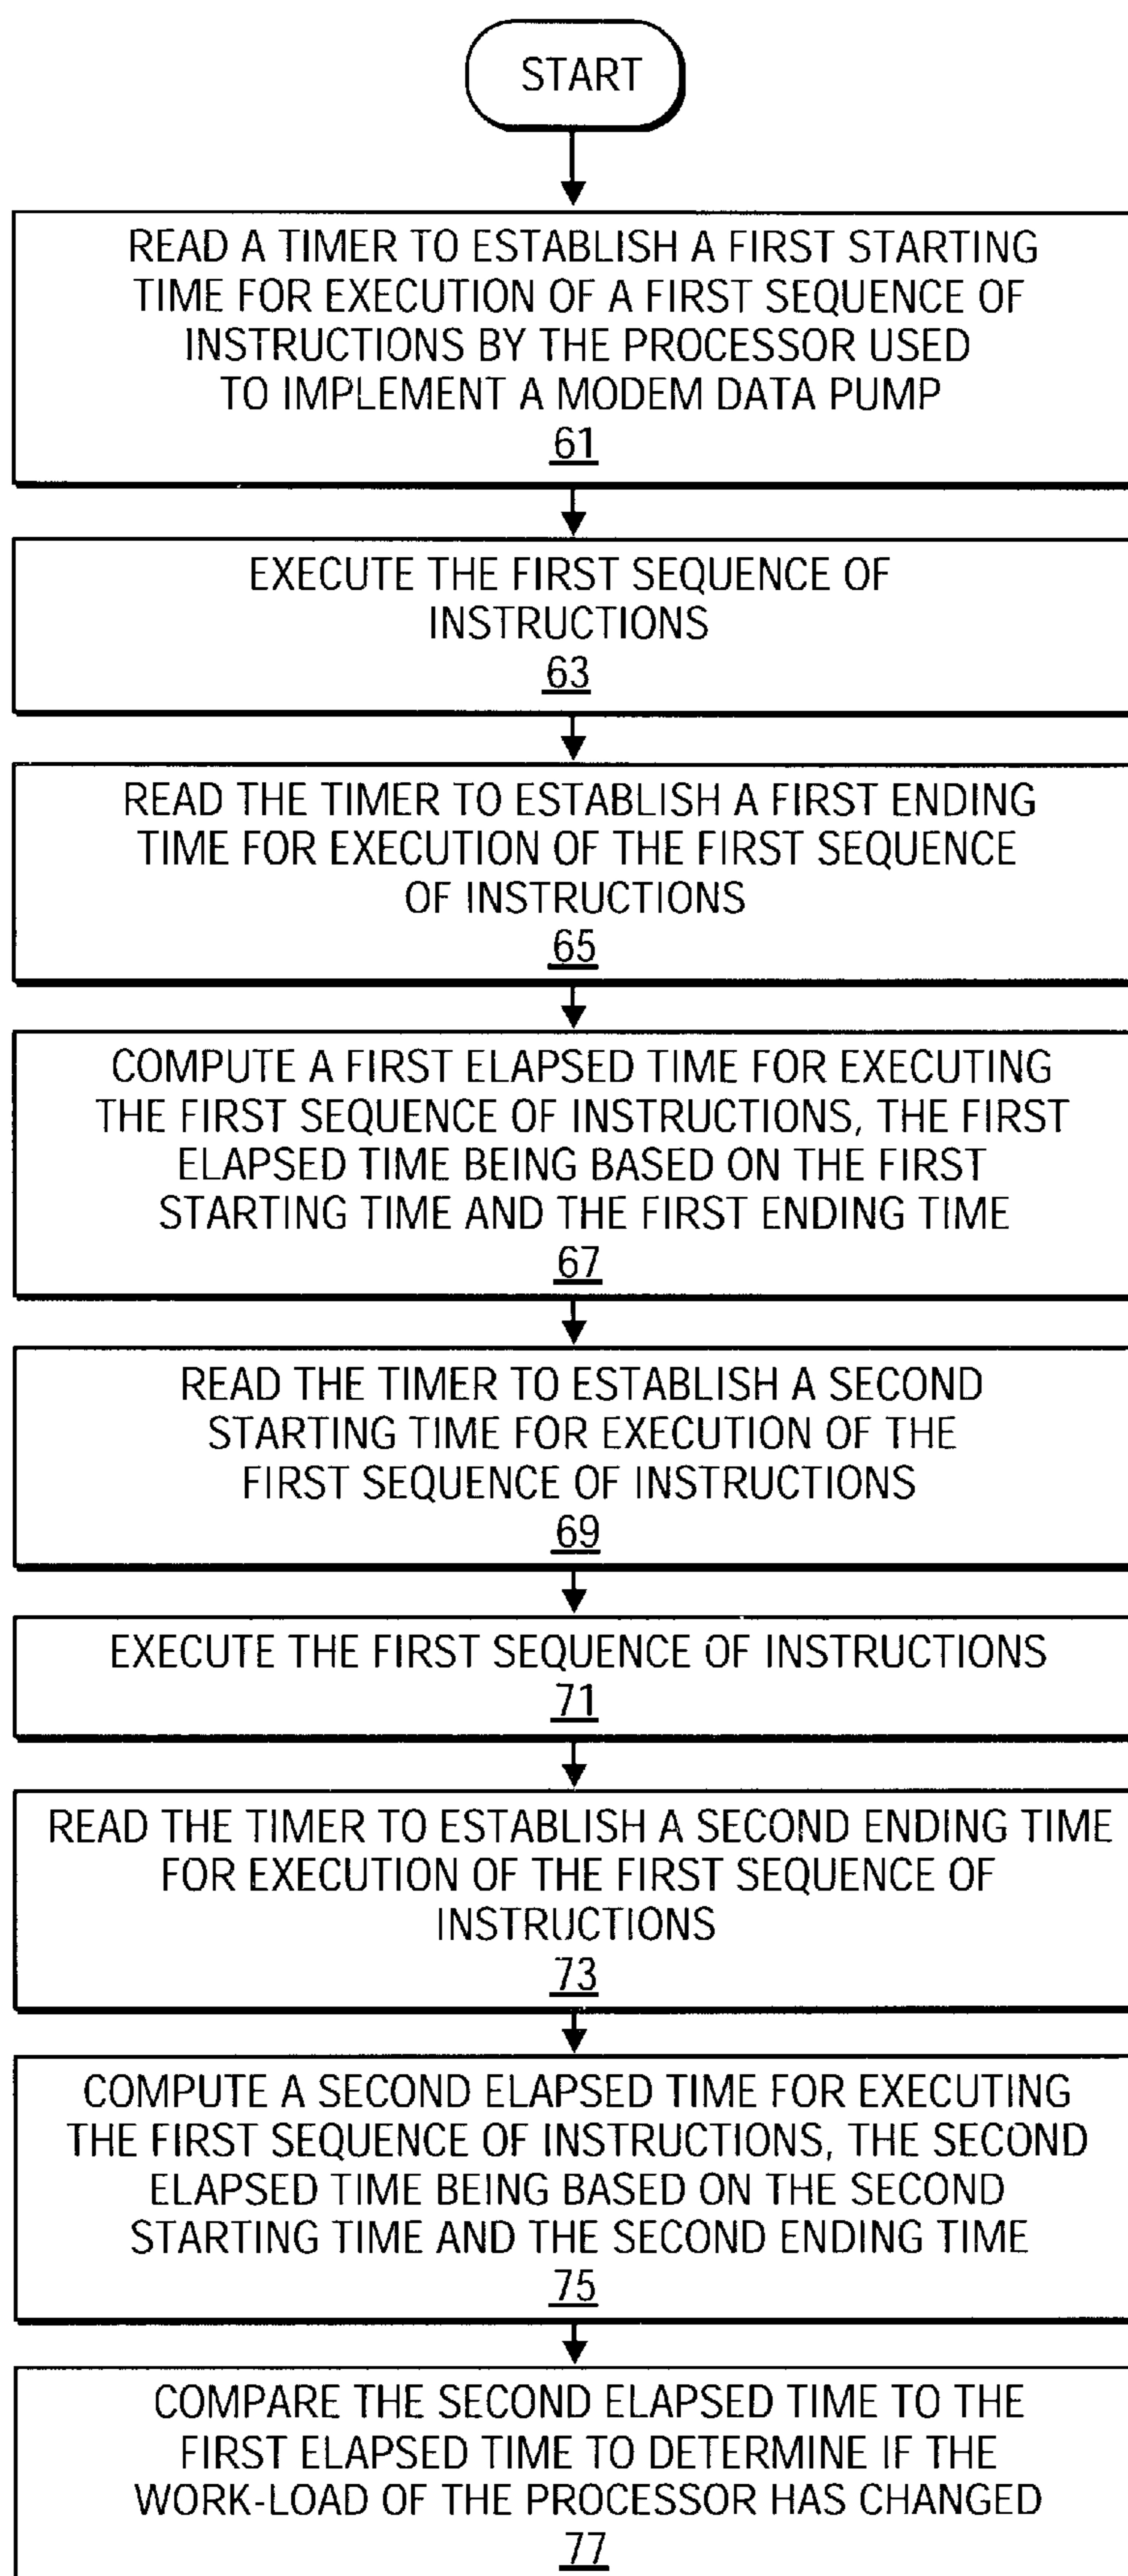 START
READ A TIMER TO ESTABLISH A FIRST STARTING
TIME FOR EXECUTION OF A FIRST SEQUENCE OF
INSTRUCTIONS BY THE PROCESSOR USED
TO IMPLEMENT A MODEM DATA PUMP
61
EXECUTE THE FIRST SEQUENCE OF
INSTRUCTIONS
63
READ THE TIMER TO ESTABLISH A FIRST ENDING
TIME FOR EXECUTION OF THE FIRST SEQUENCE
OF INSTRUCTIONS
65
COMPUTE A FIRST ELAPSED TIME FOR EXECUTING
THE FIRST SEQUENCE OF INSTRUCTIONS, THE FIRST
ELAPSED TIME BEING BASED ON THE FIRST
STARTING TIME AND THE FIRST ENDING TIME
67
READ THE TIMER TO ESTABLISH A SECOND
STARTING TIME FOR EXECUTION OF THE
FIRST SEQUENCE OF INSTRUCTIONS
69
EXECUTE THE FIRST SEQUENCE OF INSTRUCTIONS
71
READ THE TIMER TO ESTABLISH A SECOND ENDING TIME
FOR EXECUTION OF THE FIRST SEQUENCE OF
INSTRUCTIONS
73
COMPUTE A SECOND ELAPSED TIME FOR EXECUTING
THE FIRST SEQUENCE OF INSTRUCTIONS, THE SECOND
ELAPSED TIME BEING BASED ON THE SECOND
STARTING TIME AND THE SECOND ENDING TIME
75
COMPARE THE SECOND ELAPSED TIME TO THE
FIRST ELAPSED TIME TO DETERMINE IF THE
WORK-LOAD OF THE PROCESSOR HAS CHANGED
77